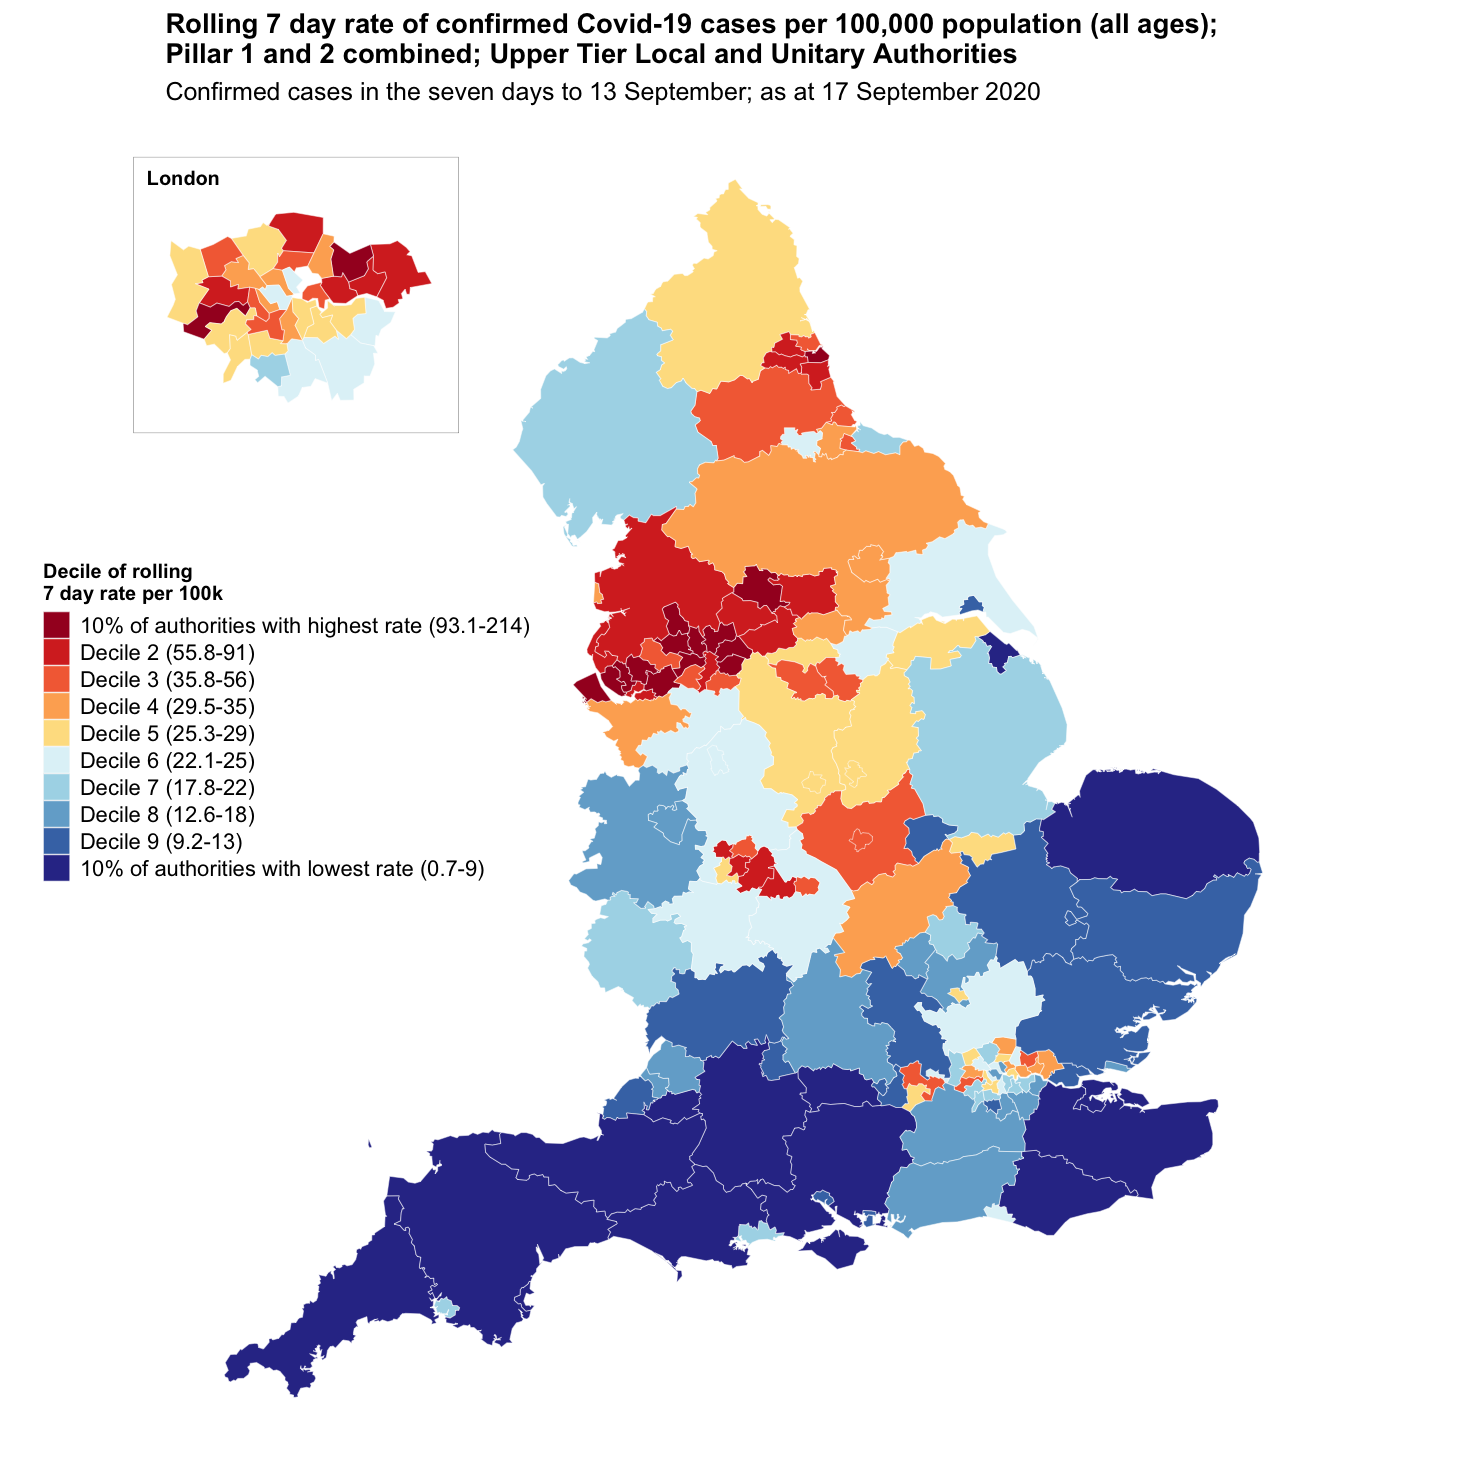 Rolling 7 day rate of confirmed Covid-19 cases per 100,000 population (all ages);
Pillar 1 and 2 combined; Upper Tier Local and Unitary Authorities
Confirmed cases in the seven days to 13 September; as at 17 September 2020
London
Decile of rolling
7 day rate per 100k
10% of authorities with highest rate (93.1-214)
Decile 2 (55.8-91)
Decile 3 (35.8-56)
Decile 4 (29.5-35)
Decile 5 (25.3-29)
Decile 6 (22.1-25)
Decile 7 (17.8-22)
Decile 8 (12.6-18)
Decile 9 (9.2-13)
10% of authorities with lowest rate (0.7-9)